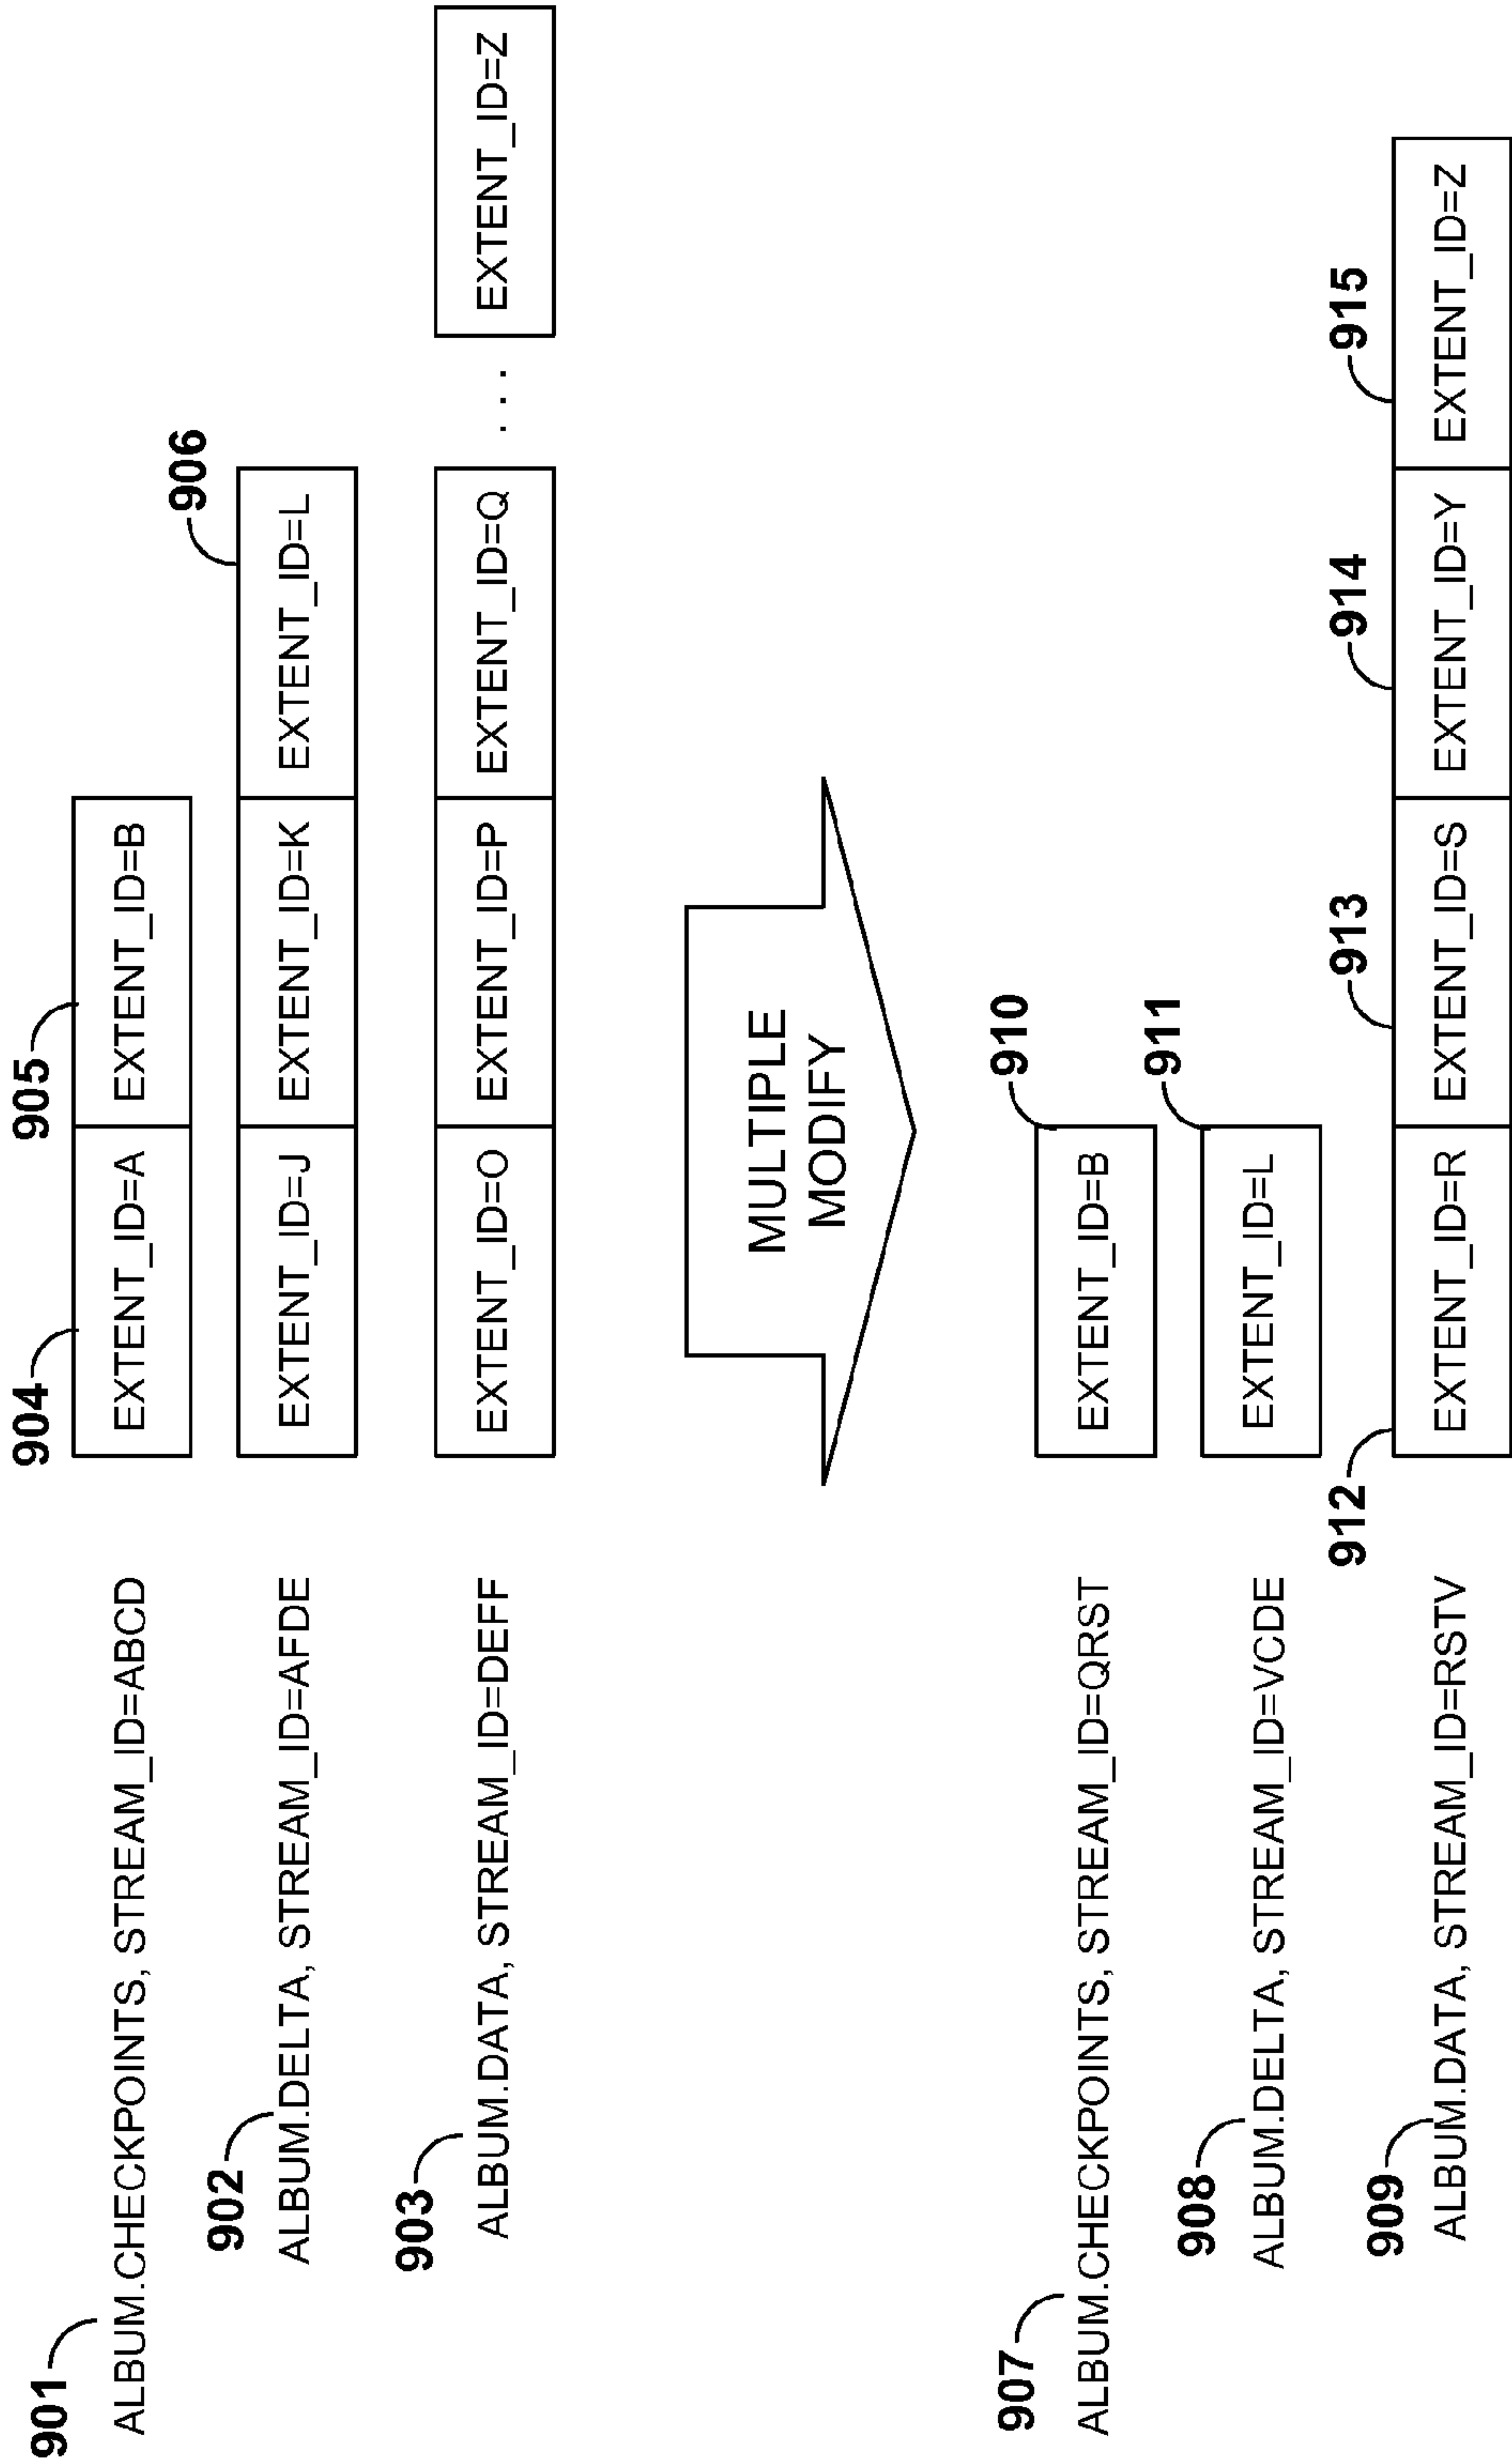 904
905
901
ALBUM.CHECKPOINTS, STREAM_ID=ABCD
EXTENT_ID=A
EXTENT_ID=B
902
906
ALBUM.DELTA, STREAM_ID=AFDE
EXTENT_ID=J
EXTENT_ID=K
EXTENT_ID=L
903
ALBUM.DATA, STREAM_ID=DEFF
EXTENT_ID=O
EXTENT_ID=P
EXTENT_ID=Q
. . .
EXTENT_ID=Z
MULTIPLE
MODIFY
907
910
ALBUM.CHECKPOINTS, STREAM_ID=QRST
EXTENT_ID=B
908
911
ALBUM.DELTA, STREAM_ID=VCDE
EXTENT_ID=L
909
912
913
914
915
ALBUM.DATA, STREAM_ID=RSTV
EXTENT_ID=R
EXTENT_ID=S
EXTENT_ID=Y
EXTENT_ID=Z